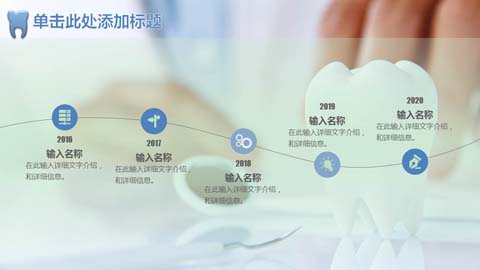 单击此处添加标题
2016
输入名称
在此输入详细文字介绍，
和详细信息。
2017
输入名称
在此输入详细文字介绍，
和详细信息。
2018
输入名称
在此输入详细文字介绍，
和详细信息。
2019
输入名称
在此输入详细文字介绍，
和详细信息。
2020
输入名称
在此输入详细文字介绍，
和详细信息。